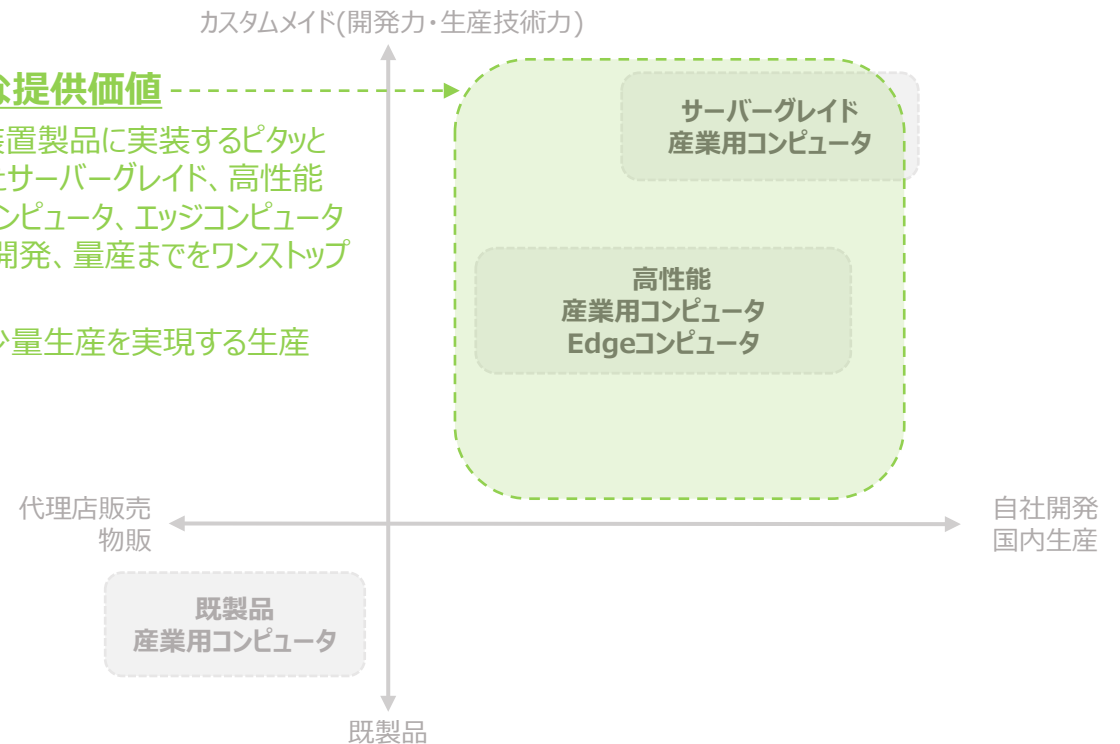 カスタムメイド(開発力・生産技術力)
な提供価値
装置製品に実装するピタッと
たサーバーグレイド、高性能
コンピュータ、エッジコンピュータ
開発、量産までをワンストップ
少量生産を実現する生産
サーバーグレイド
産業用コンピュータ
高性能
産業用コンピュータ
Edgeコンピュータ
代理店販売
物販
自社開発
国内生産
既製品
産業用コンピュータ
既製品